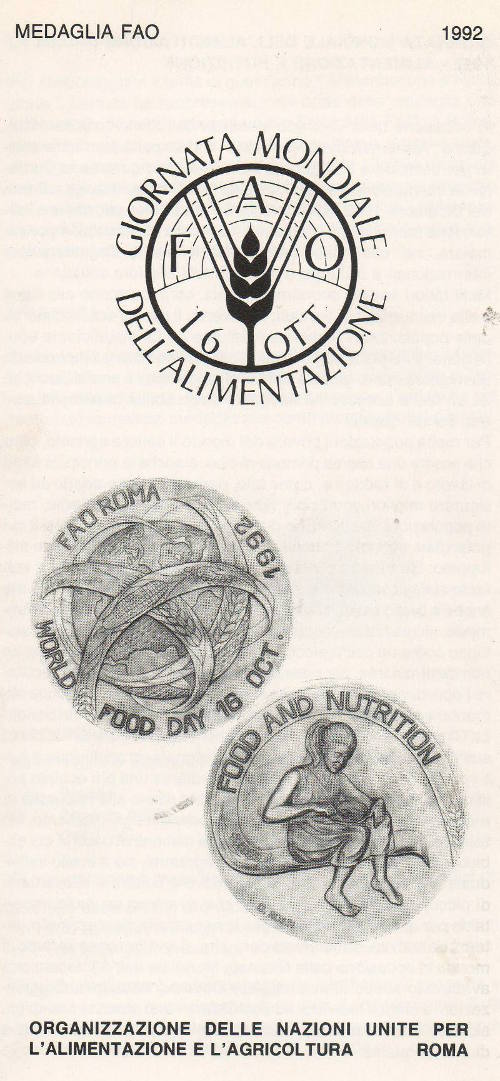 MEDAGLIA FAO 1992
GIORNATA MONDIALE
F A O
16 OTT
DELL'ALIMENTAZIONE
FAO ROMA 1992
WORLD FOOD DAY 16 OCT.
FOOD AND NUTRITION
ORGANIZZAZIONE DELLE NAZIONI UNITE PER
L'ALIMENTAZIONE E L'AGRICOLTURA ROMA